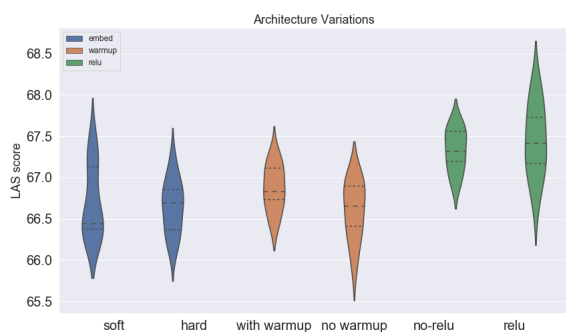 Architecture Variations
embed
warmup
relu
68.5
68.0
67.5
67.0
66.5
66.0
65.5
LAS score
soft hard with warmup no warmup no-relu relu